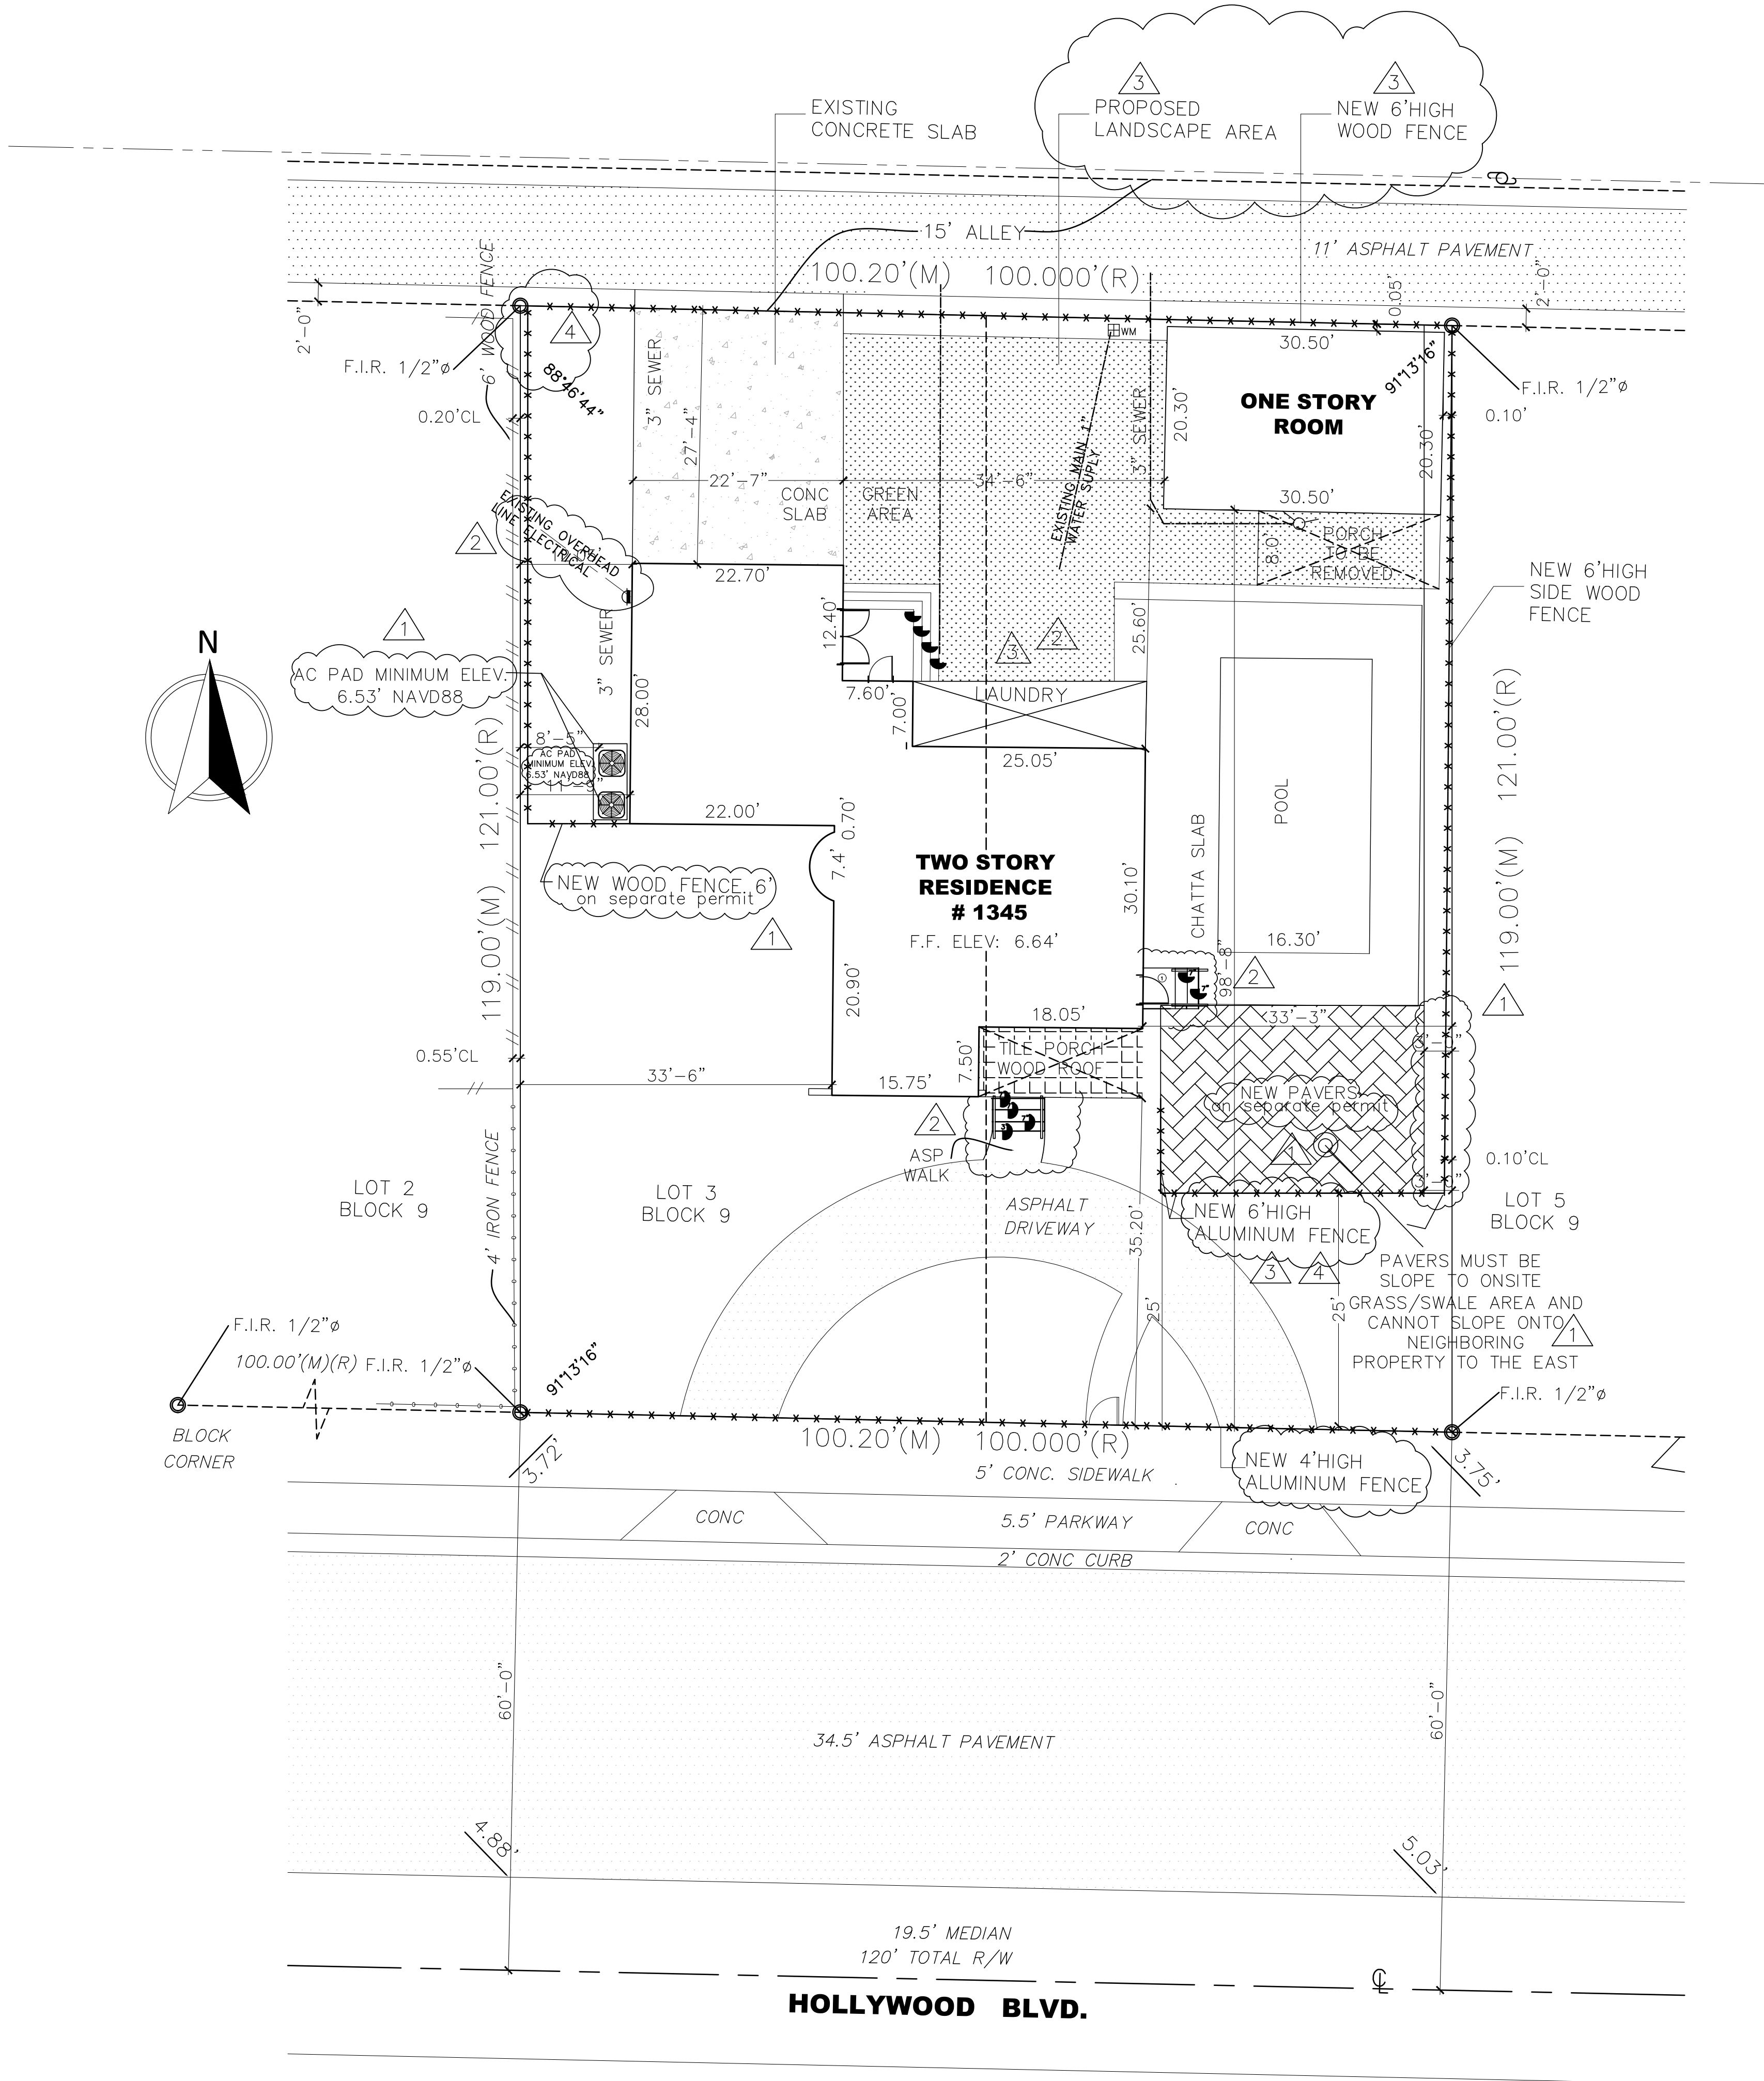 3
3
EXISTING
CONCRETE SLAB
PROPOSED
LANDSCAPE AREA
NEW 6'HIGH
WOOD FENCE
15' ALLEY
11' ASPHALT PAVEMENT
100.20'(M) 100.000'(R)
6' WOOD FENCE
2'-0"
0.05'
2'-0"
4
WM
F.I.R. 1/2"ø
88°46'44"
3" SEWER
27'-4"
30.50'
91°13'16"
F.I.R. 1/2"ø
0.20'CL
3" SEWER
20.30'
ONE STORY
ROOM
20.30'
0.10'
EXISTING MAIN 1"
WATER SUPLY
22'-7"
34'-6"
CONC
SLAB
GREEN
AREA
30.50'
EXISTING OVERHEAD
LINE ELECTRICAL
2
8.0'
PORCH
TO BE
REMOVED
22.70'
NEW 6'HIGH
SIDE WOOD
FENCE
N
1
AC PAD MINIMUM ELEV.
6.53' NAVD88
3" SEWER
28.00'
12.40'
25.60'
3
2
7.60'
LAUNDRY
7.00'
25.05'
8'-5"
AC PAD
MINIMUM ELEV.
6.53' NAVD88
11'-9"
121.00'(R)
119.00'(M)
22.00'
0.70'
7.4'
POOL
121.00'(R)
119.00'(M)
TWO STORY
RESIDENCE
# 1345
F.F. ELEV: 6.64'
30.10'
CHATTA SLAB
NEW WOOD FENCE 6'
on separate permit
1
16.30'
98'-8"
1
7"
7"
2
1
20.90'
18.05'
33'-3"
0.55'CL
TILE PORCH
WOOD ROOF
7.50'
3'-0"
33'-6"
15.75'
NEW PAVERS
on separate permit
2
7"
3"
ASP
WALK
1
0.10'CL
3'-0"
4' IRON FENCE
LOT 2
BLOCK 9
LOT 3
BLOCK 9
ASPHALT
DRIVEWAY
35.20'
NEW 6'HIGH
ALUMINUM FENCE
LOT 5
BLOCK 9
3
4
PAVERS MUST BE
SLOPE TO ONSITE
GRASS/SWALE AREA AND
CANNOT SLOPE ONTO
NEIGHBORING
PROPERTY TO THE EAST
1
25'
25'
F.I.R. 1/2"ø
100.00'(M)(R)
F.I.R. 1/2"ø
91°13'16"
F.I.R. 1/2"ø
BLOCK
CORNER
3.72'
100.20'(M) 100.000'(R)
5' CONC. SIDEWALK
NEW 4'HIGH
ALUMINUM FENCE
3.75'
CONC
5.5' PARKWAY
CONC
2' CONC CURB
60'-0"
60'-0"
34.5' ASPHALT PAVEMENT
4.88'
5.03'
19.5' MEDIAN
120' TOTAL R/W
CL
HOLLYWOOD BLVD.